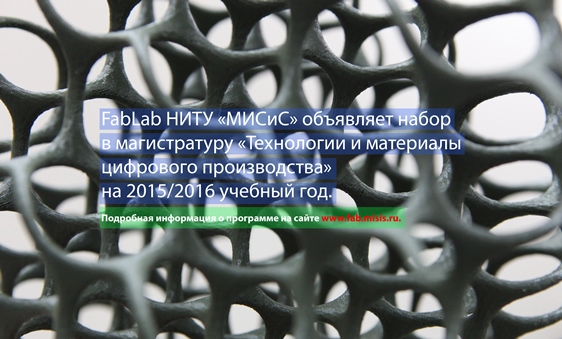 FabLab НИТУ «МИСиС» объявляет набор
в магистратуру «Технологии и материалы
цифрового производства»
на 2015/2016 учебный год.
Подробная информация о программе на сайте www.fab.misis.ru.